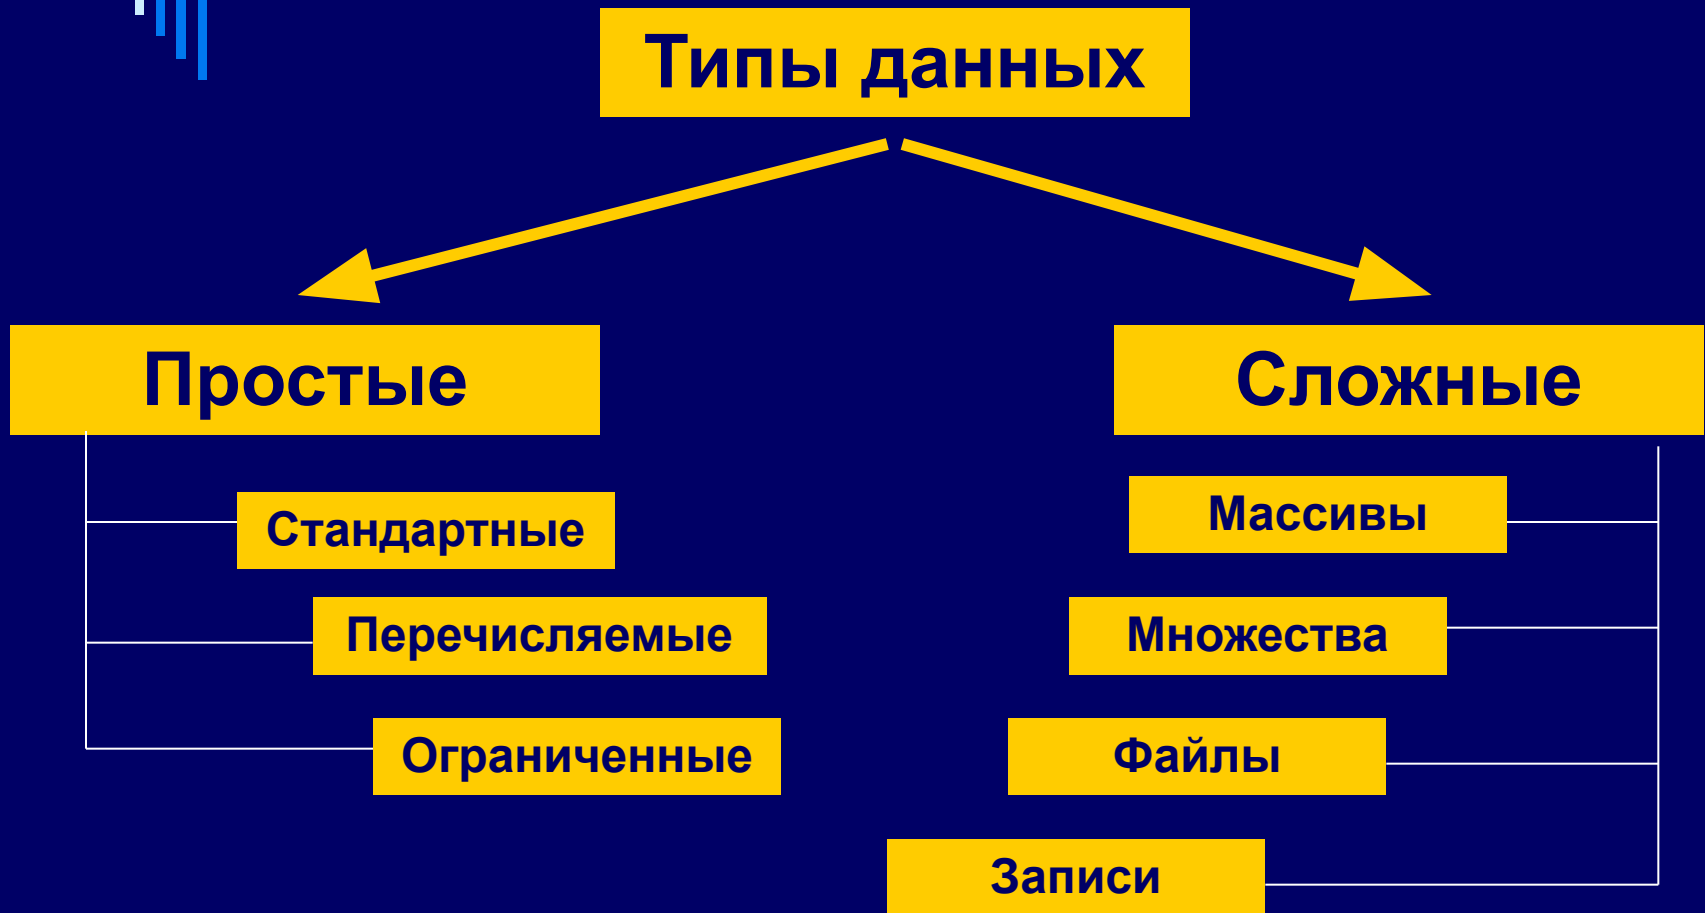 Типы данных
Простые
Стандартные
Перечисляемые
Ограниченные
Сложные
Массивы
Множества
Файлы
Записи